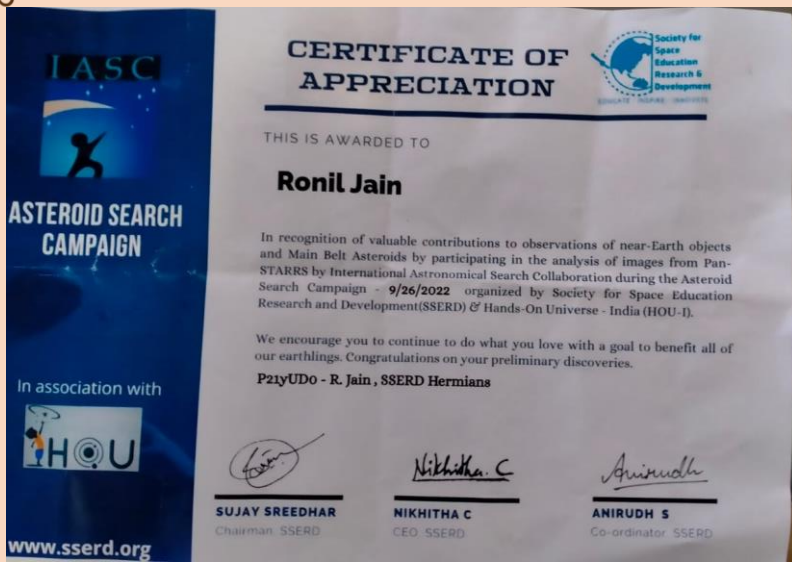 IASC
ASTEROID SEARCH
CAMPAIGN
In association with
HOU
www.sserd.org
CERTIFICATE OF
APPRECIATION
Society for
Space
Education
Research &
Development
EDUCATE INSPIRE INNOVATE
THIS IS AWARDED TO
Ronil Jain
In recognition of valuable contributions to observations of near-Earth objects
and Main Belt Asteroids by participating in the analysis of images from Pan-
STARRS by International Astronomical Search Collaboration during the Asteroid
Search Campaign - 9/26/2022 organized by Society for Space Education
Research and Development(SSERD) & Hands-On Universe - India (HOU-I).
We encourage you to continue to do what you love with a goal to benefit all of
our earthlings. Congratulations on your preliminary discoveries.
P21yUD0 - R. Jain , SSERD Hermians
Nikhitha. C
Anirudh
SUJAY SREEDHAR
NIKHITHA C
ANIRUDH S
Chairman SSERD
CEO SSERD
Co-ordinator SSERD